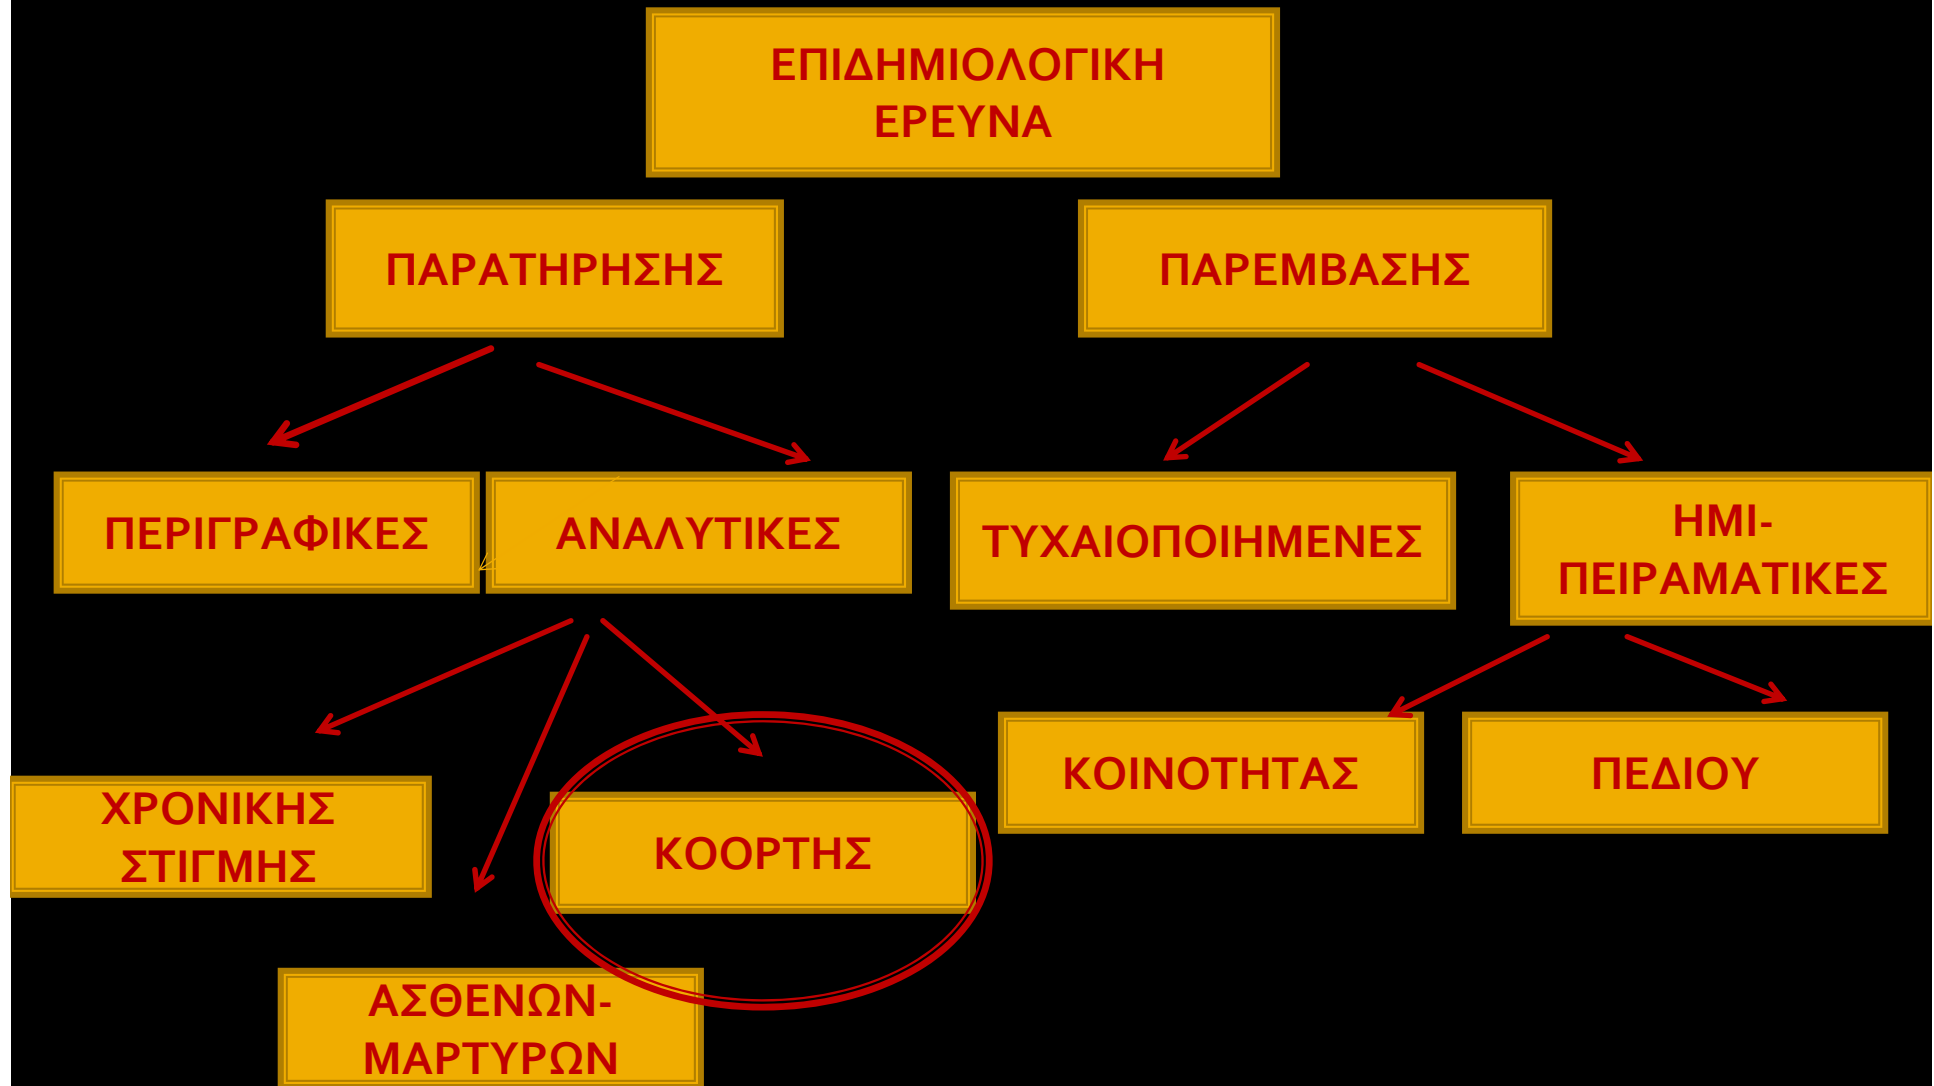 ΕΠΙΔΗΜΙΟΛΟΓΙΚΗ
ΕΡΕΥΝΑ
ΠΑΡΑΤΗΡΗΣΗΣ
ΠΑΡΕΜΒΑΣΗΣ
ΠΕΡΙΓΡΑΦΙΚΕΣ
ΑΝΑΛΥΤΙΚΕΣ
ΤΥΧΑΙΟΠΟΙΗΜΕΝΕΣ
ΗΜΙ-
ΠΕΙΡΑΜΑΤΙΚΕΣ
ΧΡΟΝΙΚΗΣ
ΣΤΙΓΜΗΣ
ΚΟΟΡΤΗΣ
ΚΟΙΝΟΤΗΤΑΣ
ΠΕΔΙΟΥ
ΑΣΘΕΝΩΝ-
ΜΑΡΤΥΡΩΝ